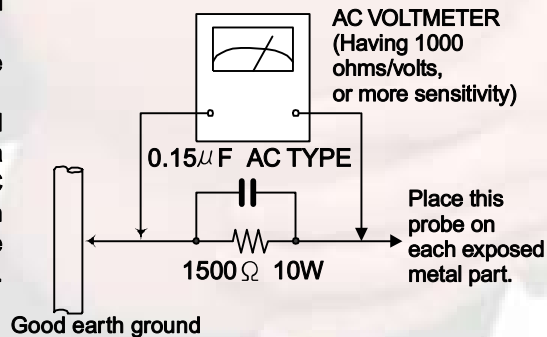 AC VOLTMETER
(Having 1000
ohms/volts,
or more sensitivity)
0.15μF AC TYPE
Place this
probe on
each exposed
metal part.
1500Ω 10W
Good earth ground